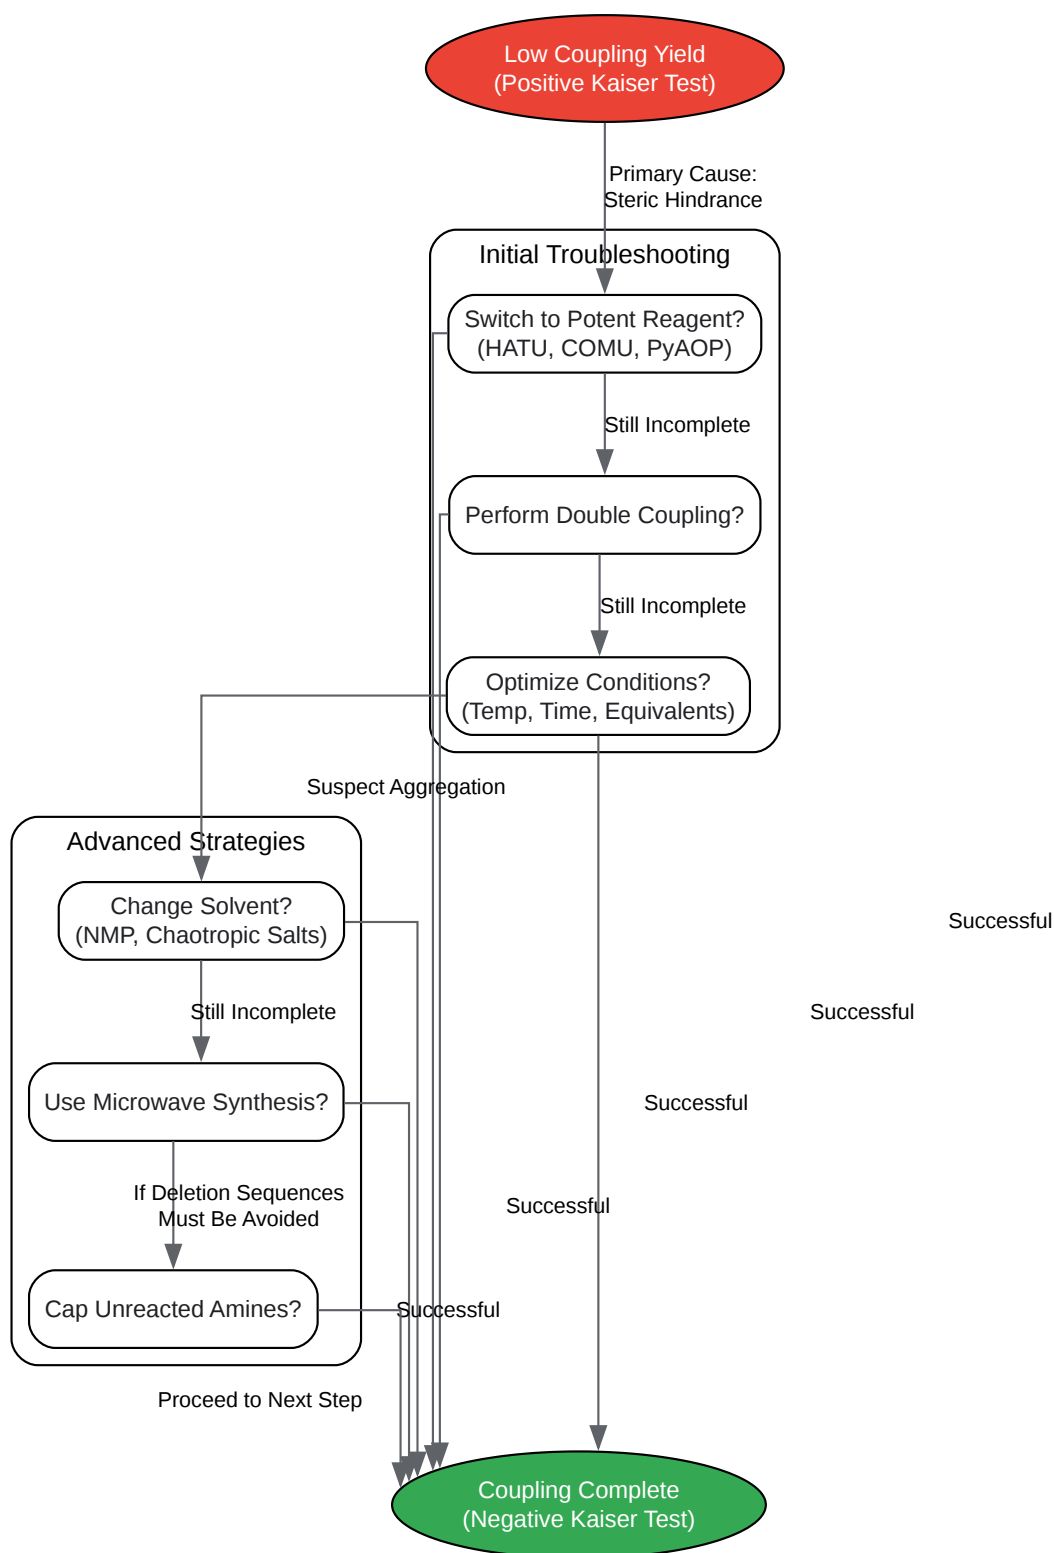 Low Coupling Yield
(Positive Kaiser Test)
Primary Cause:
Steric Hindrance
Initial Troubleshooting
Switch to Potent Reagent?
(HATU, COMU, PyAOP)
Still Incomplete
Perform Double Coupling?
Still Incomplete
Optimize Conditions?
(Temp, Time, Equivalents)
Suspect Aggregation
Advanced Strategies
Change Solvent?
(NMP, Chaotropic Salts)
Successful
Still Incomplete
Successful
Use Microwave Synthesis?
Successful
If Deletion Sequences
Must Be Avoided
Successful
Cap Unreacted Amines?
Successful
Proceed to Next Step
Coupling Complete
(Negative Kaiser Test)